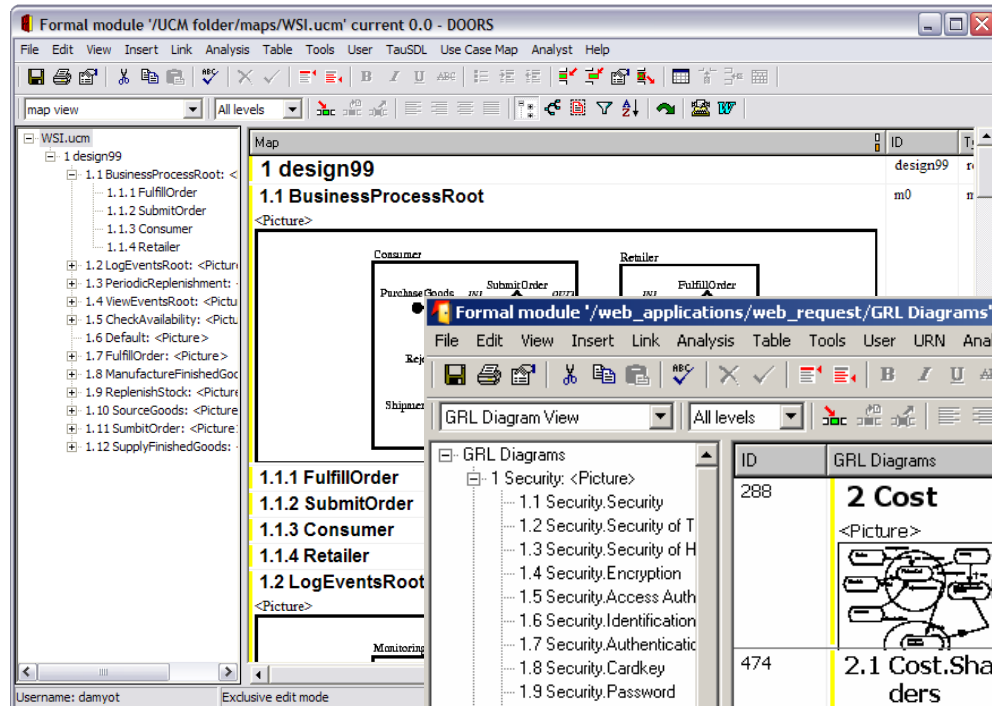 Formal module '/UCM folder/maps/WSI.ucm' current 0.0 - DOORS
File Edit View Insert Link Analysis Table Tools User TauSDL Use Case Map Analyst Help
map view All levels
WSI.ucm
1 design99
1.1 BusinessProcessRoot: <
1.1.1 FulfillOrder
1.1.2 SubmitOrder
1.1.3 Consumer
1.1.4 Retailer
1.2 LogEventsRoot: <Pictur
1.3 PeriodicReplenishment:
1.4 ViewEventsRoot: <Pictu
1.5 CheckAvailability: <Pictu
1.6 Default: <Picture>
1.7 FulfillOrder: <Picture>
1.8 ManufactureFinishedGoo
1.9 ReplenishStock: <Picture
1.10 SourceGoods: <Picture
1.11 SumbitOrder: <Picture
1.12 SupplyFinishedGoods:
Map ID
1 design99 design99
1.1 BusinessProcessRoot m0
<Picture>
Consumer Retailer
SubmitOrder FulfillOrder
PurchaseGoods IN1 OUT1 IN1
Rej
Shipmen
1.1.1 FulfillOrder
1.1.2 SubmitOrder
1.1.3 Consumer
1.1.4 Retailer
1.2 LogEventsRoot
<Picture>
Monitoring
Username: damyot Exclusive edit mode
Formal module '/web_applications/web_request/GRL Diagrams'
File Edit View Insert Link Analysis Table Tools User URN Anal
GRL Diagram View All levels
GRL Diagrams
1 Security: <Picture>
1.1 Security.Security
1.2 Security.Security of T
1.3 Security.Security of H
1.4 Security.Encryption
1.5 Security.Access Auth
1.6 Security.Identification
1.7 Security.Authenticatic
1.8 Security.Cardkey
1.9 Security.Password
ID GRL Diagrams
288 2 Cost
<Picture>
474 2.1 Cost.Sha
ders